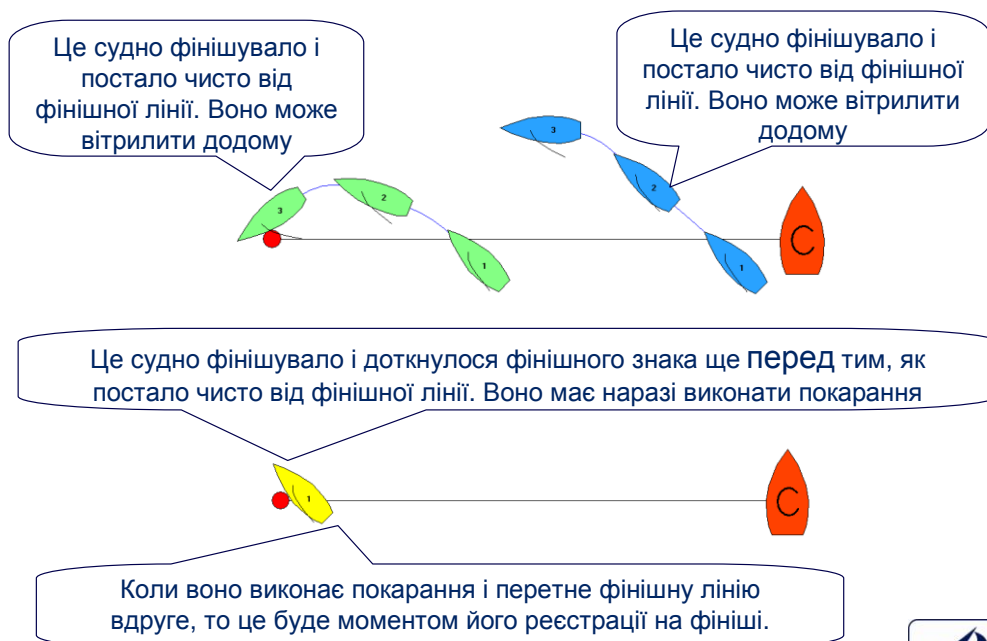 Це судно фінішувало і
постало чисто від
фінішної лінії. Воно може
вітрилити додому
Це судно фінішувало і
постало чисто від фінішної
лінії. Воно може вітрилити
додому
3
2
1
3
2
1
C
Це судно фінішувало і доткнулося фінішного знака ще перед тим, як
постало чисто від фінішної лінії. Воно має наразі виконати покарання
1
C
Коли воно виконає покарання і перетне фінішну лінію
вдруге, то це буде моментом його реєстрації на фініші.